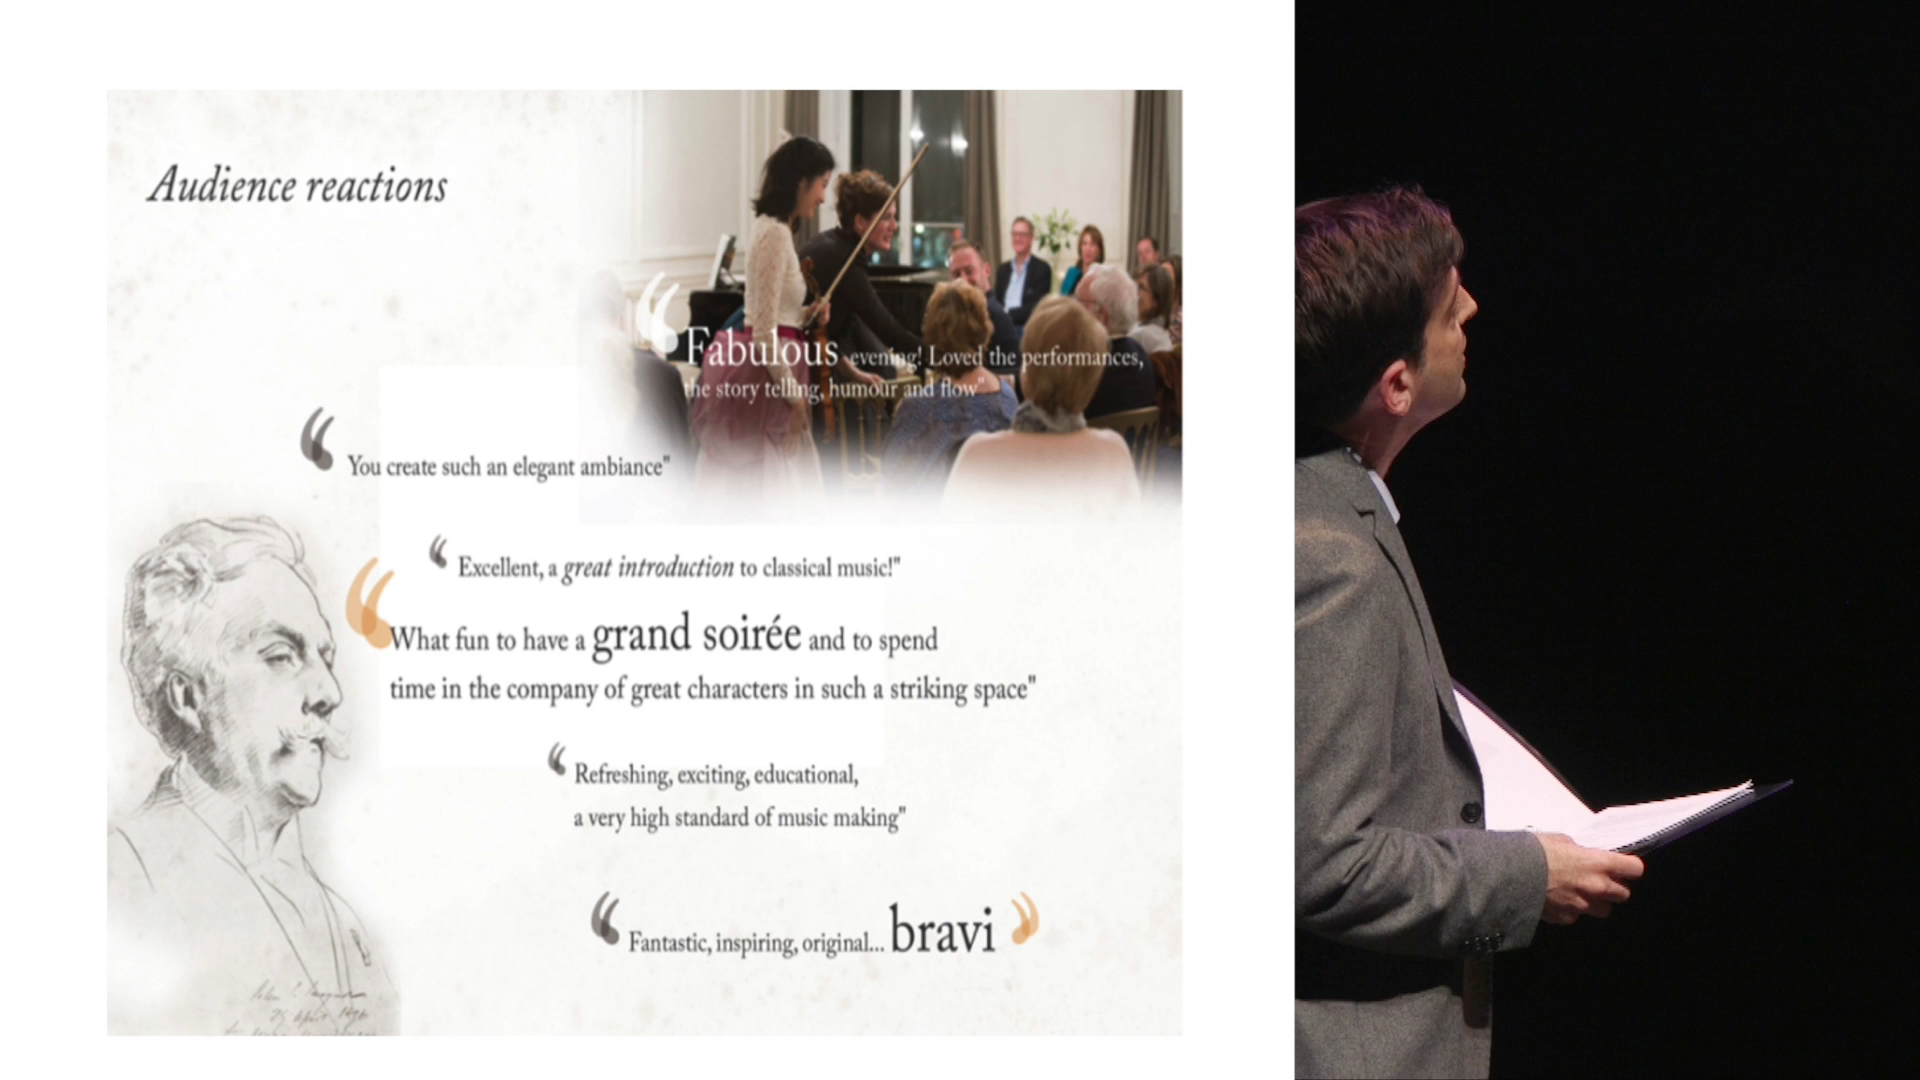 Audience reactions
“Fabulous evening! Loved the performances,
the story telling, humour and flow"
“You create such an elegant ambiance"
“Excellent, a great introduction to classical music!"
“What fun to have a grand soirée and to spend
time in the company of great characters in such a striking space"
“Refreshing, exciting, educational,
a very high standard of music making"
“Fantastic, inspiring, original... bravi”